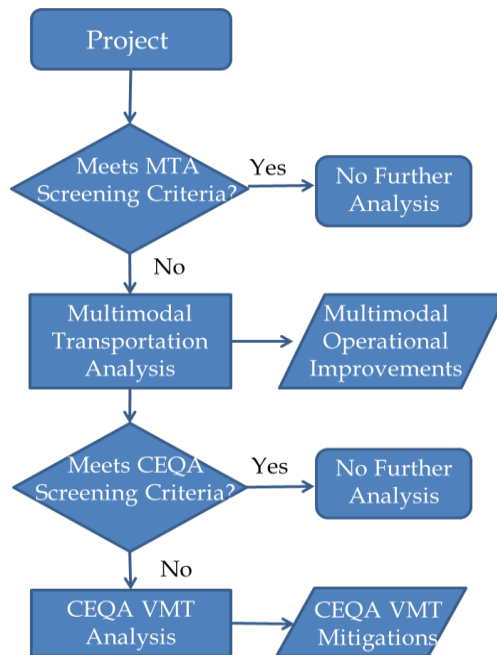 Project
Meets MTA
Screening Criteria?
Yes
No Further
Analysis
No
Multimodal
Transportation
Analysis
Multimodal
Operational
Improvements
Meets CEQA
Screening Criteria?
Yes
No Further
Analysis
No
CEQA VMT
Analysis
CEQA VMT
Mitigations